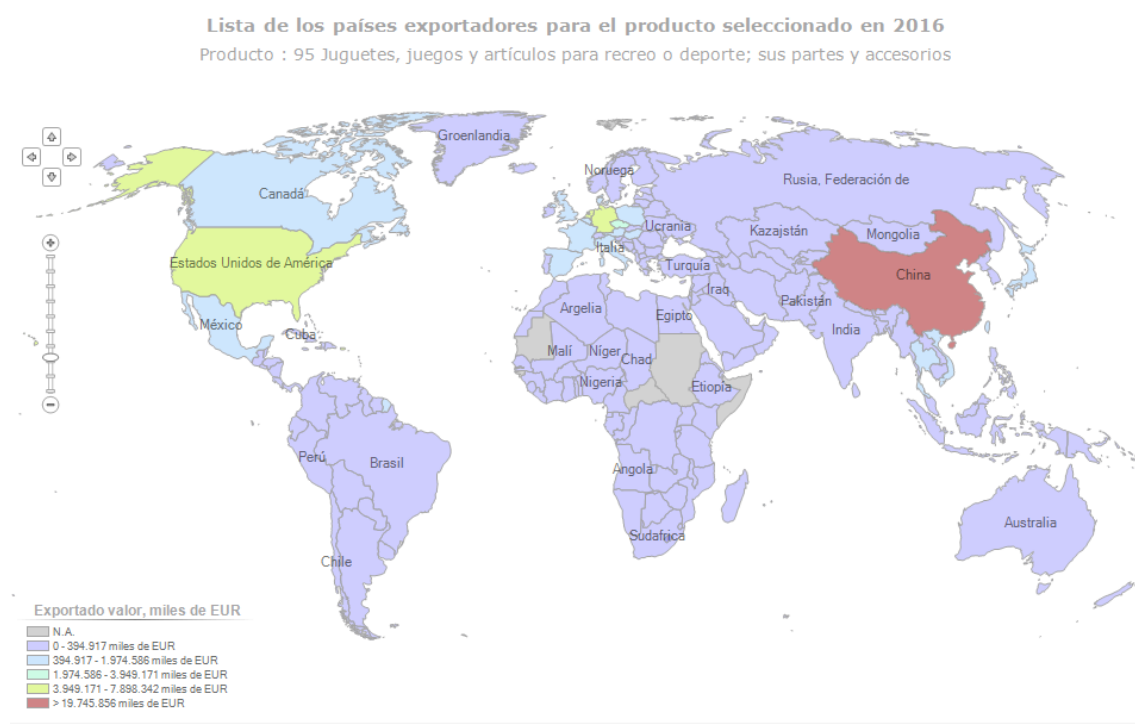 Lista de los países exportadores para el producto seleccionado en 2016
Producto : 95 Juguetes, juegos y artículos para recreo o deporte; sus partes y accesorios
Groenlandia
Noruega
Rusia, Federación de
Canadá
Ucrania
Kazajstán
Mongolia
Italia
Estados Unidos de América
Turquía
China
Iraq
Pakistán
Argelia
Egipto
México
Cuba
India
Malí
Níger
Chad
Nigeria
Etiopía
Perú
Brasil
Angola
Australia
Sudafrica
Chile
Exportado valor, miles de EUR
N.A.
0 - 394.917 miles de EUR
394.917 - 1.974.586 miles de EUR
1.974.586 - 3.949.171 miles de EUR
3.949.171 - 7.898.342 miles de EUR
> 19.745.856 miles de EUR